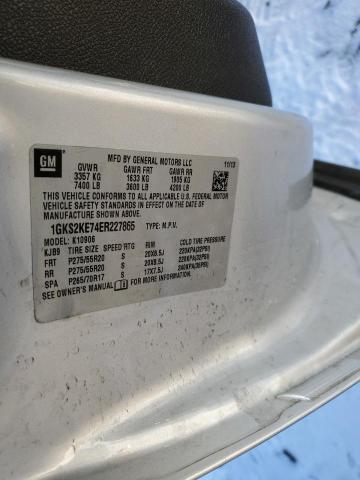 GM
MFD BY GENERAL MOTORS LLC 11/13
GVWR GAWR FRT GAWR RR
3357 KG 1633 KG 1905 KG
7400 LB 3600 LB 4200 LB
THIS VEHICLE CONFORMS TO ALL APPLICABLE U.S. FEDERAL MOTOR
VEHICLE SAFETY STANDARDS IN EFFECT ON THE DATE OF
MANUFACTURE SHOWN ABOVE.
1GKS2KE74ER227865 TYPE: M.P.V.
MODEL: K10906
KJ89 TIRE SIZE SPEED/RTG RIM COLD TIRE PRESSURE
FRT P275/55R20 S 20X8.5J 220KPA(32PSI)
RR P275/55R20 S 20X8.5J 220KPA(32PSI)
SPA P265/70R17 S 17X7.5J 240KPA(35PSI)
SEE OWNER'S MANUAL FOR MORE INFORMATION.